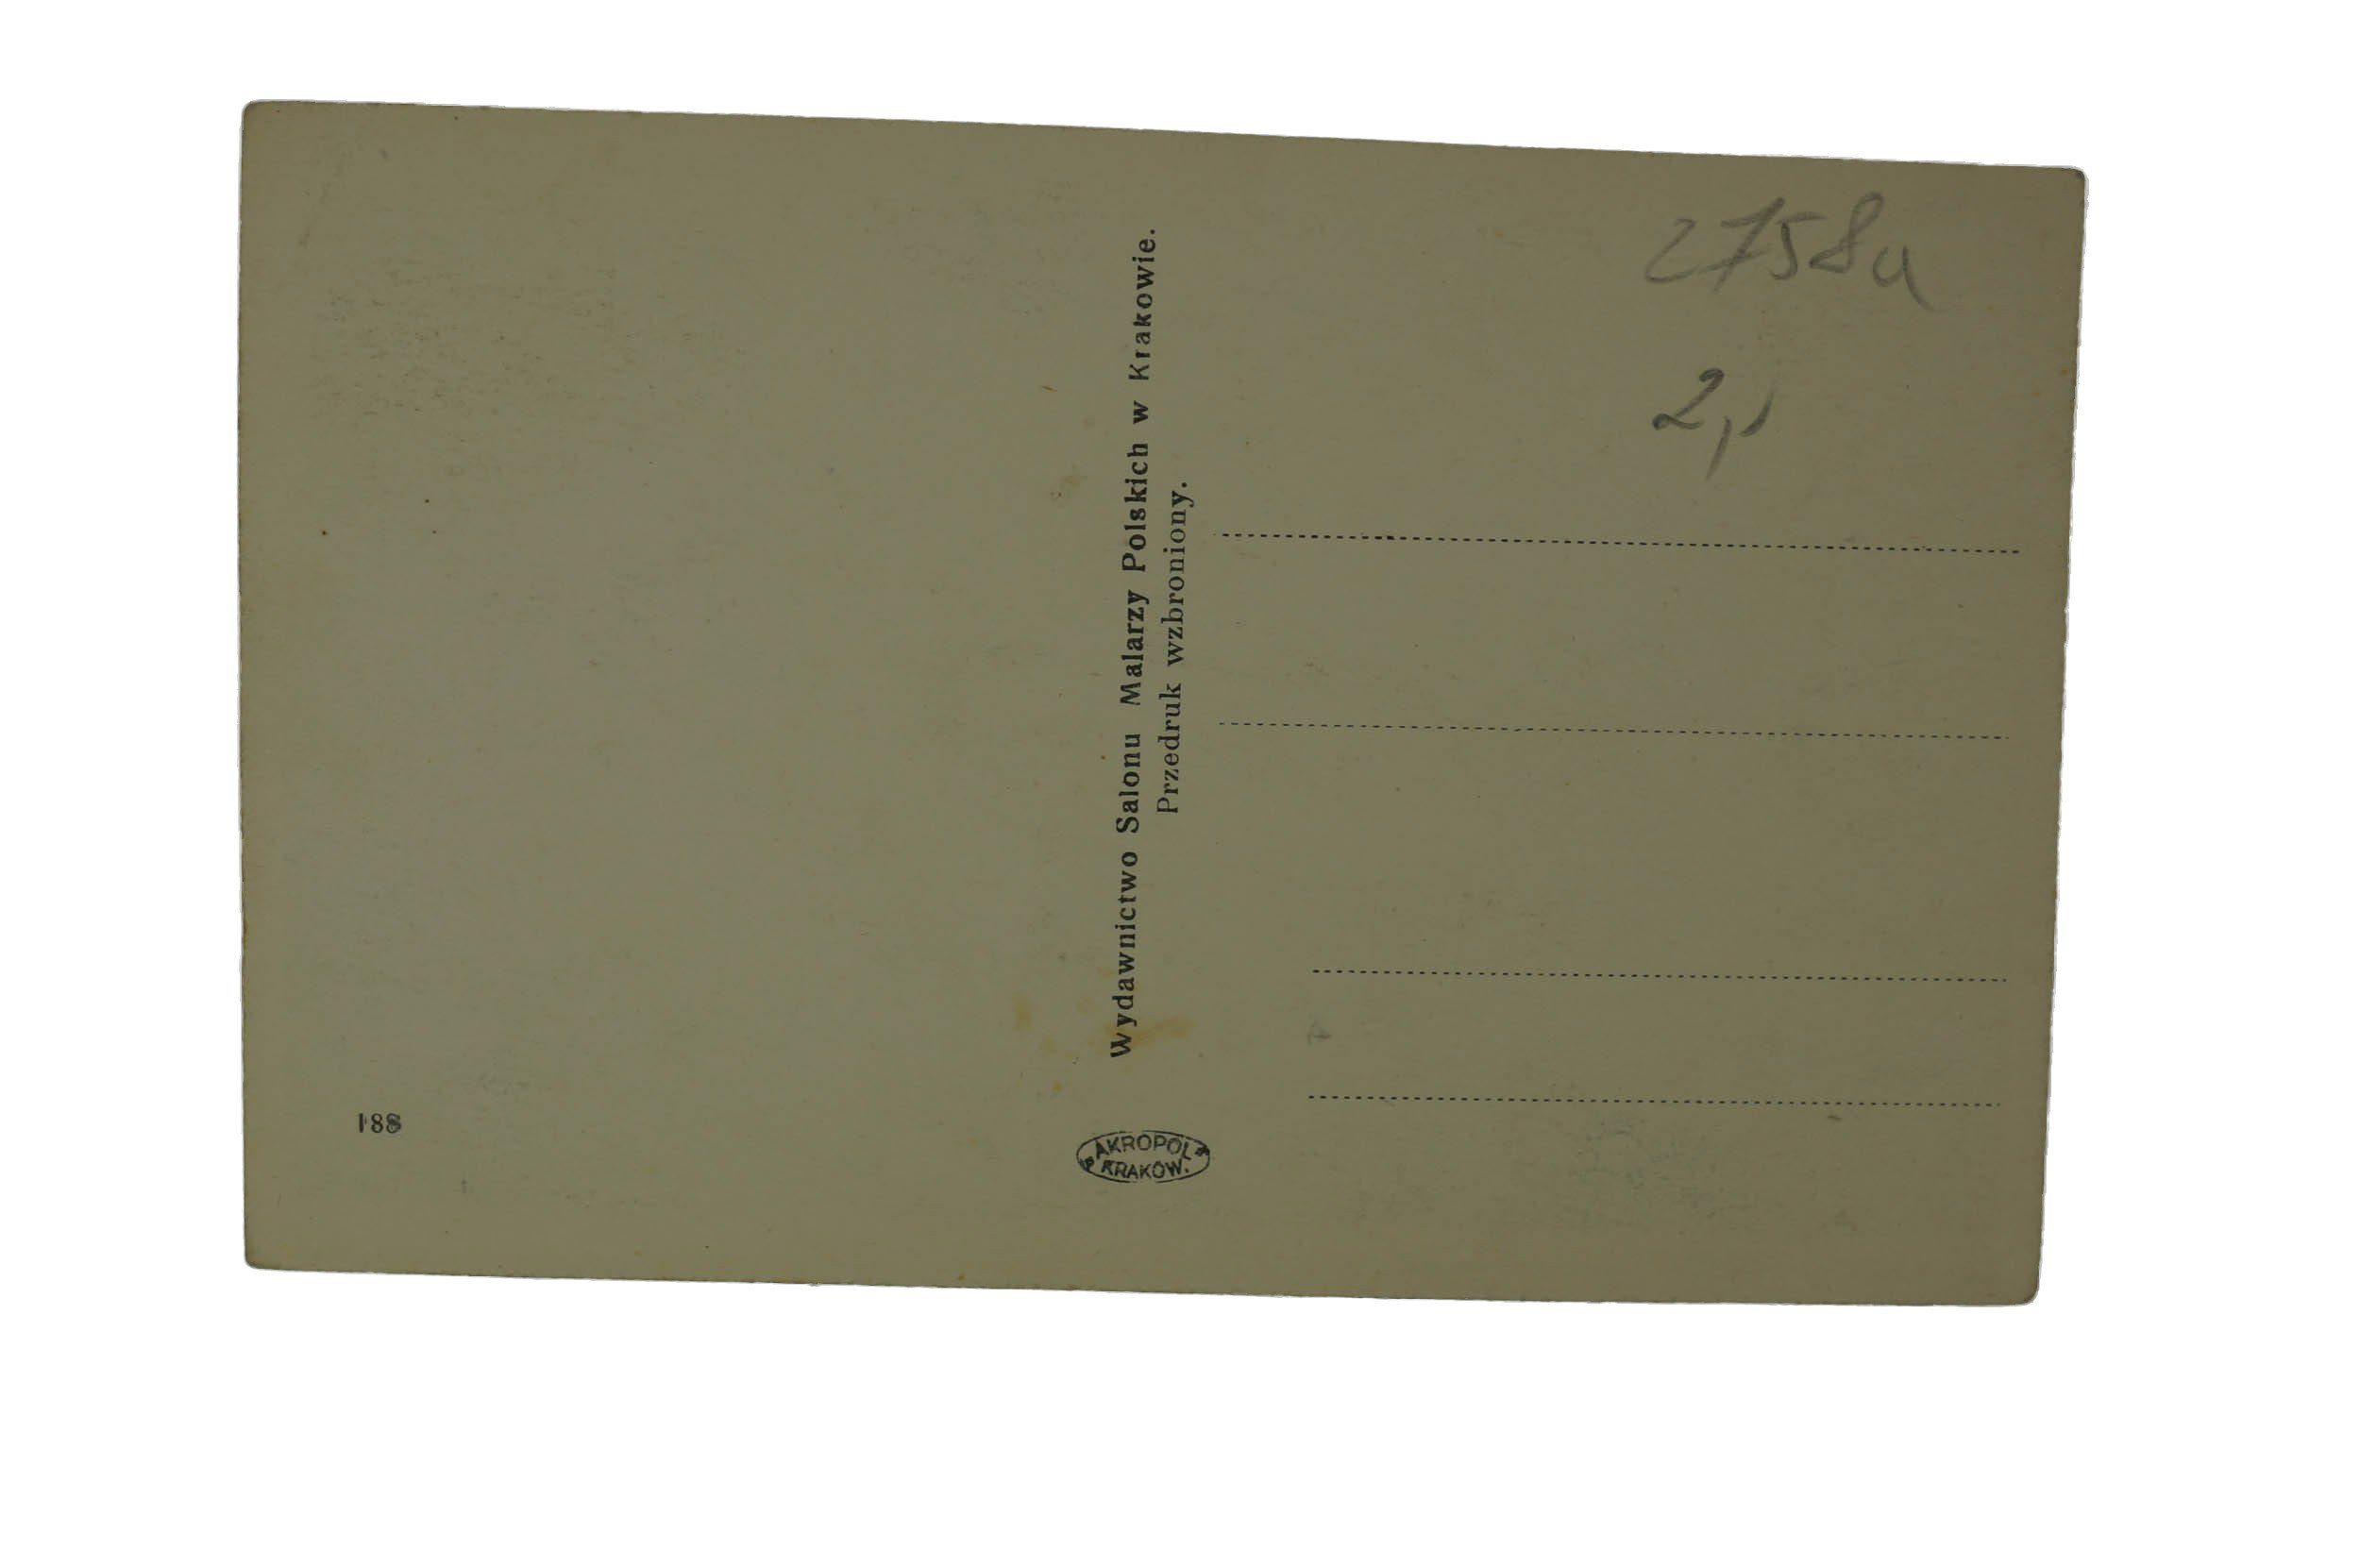 2758a
2,
Wydawnictwo Salonu Malarzy Polskich w Krakowie.
Przedruk wzbroniony.
188
AKROPOL
KRAKÓW.